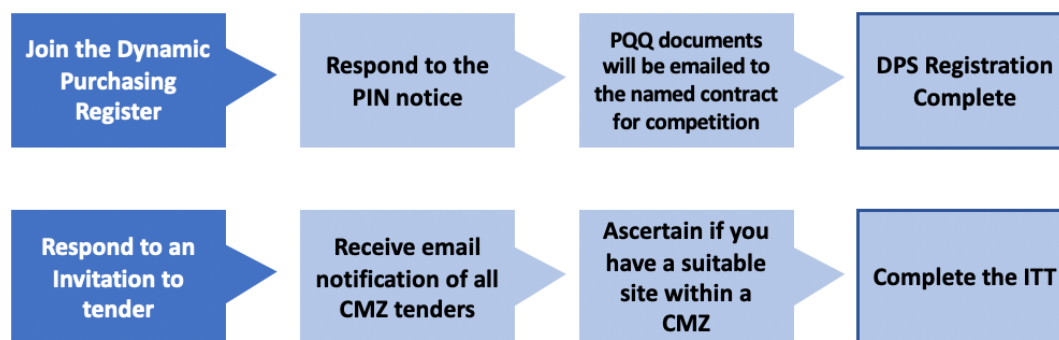 Join the Dynamic
Purchasing
Register
Respond to the
PIN notice
PQQ documents
will be emailed to
the named contract
for competition
DPS Registration
Complete
Respond to an
Invitation to
tender
Receive email
notification of all
CMZ tenders
Ascertain if you
have a suitable
site within a
CMZ
Complete the ITT